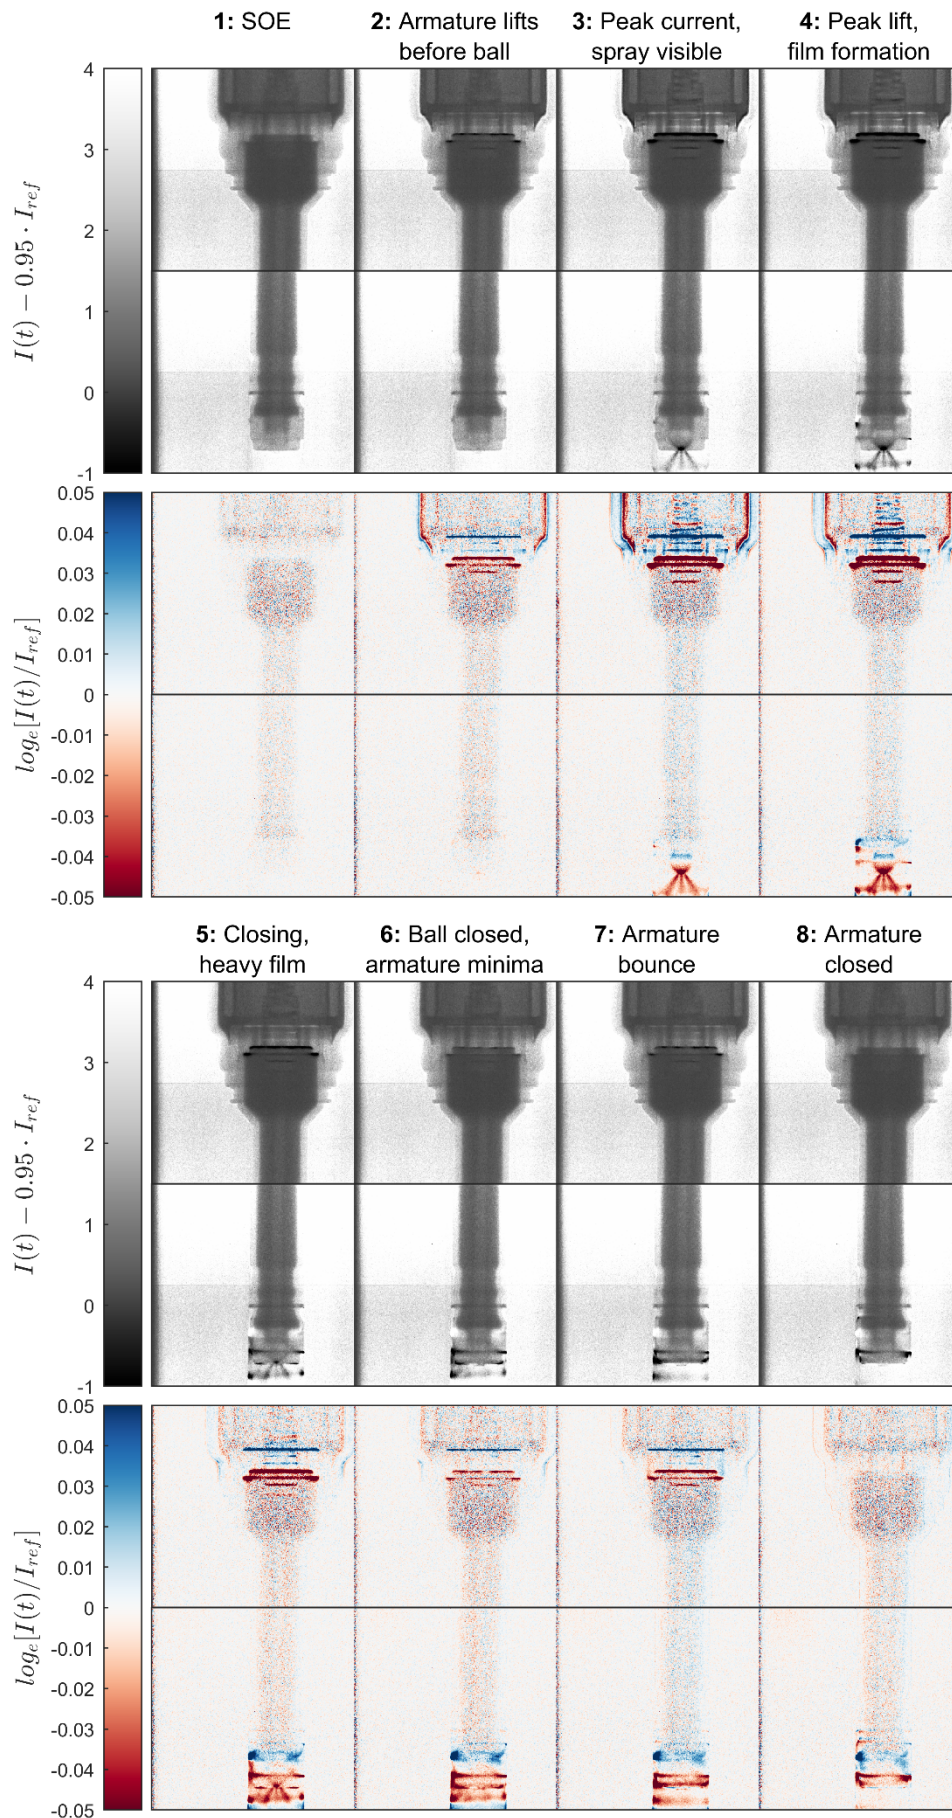 1: SOE
2: Armature lifts
before ball
3: Peak current,
spray visible
4: Peak lift,
film formation
4
3
2
1
0
-1
I(t) − 0.95 · I_ref
0.05
0.04
0.03
0.02
0.01
0
-0.01
-0.02
-0.03
-0.04
-0.05
log_e[I(t)/I_ref]
5: Closing,
heavy film
6: Ball closed,
armature minima
7: Armature
bounce
8: Armature
closed
4
3
2
1
0
-1
I(t) − 0.95 · I_ref
0.05
0.04
0.03
0.02
0.01
0
-0.01
-0.02
-0.03
-0.04
-0.05
log_e[I(t)/I_ref]